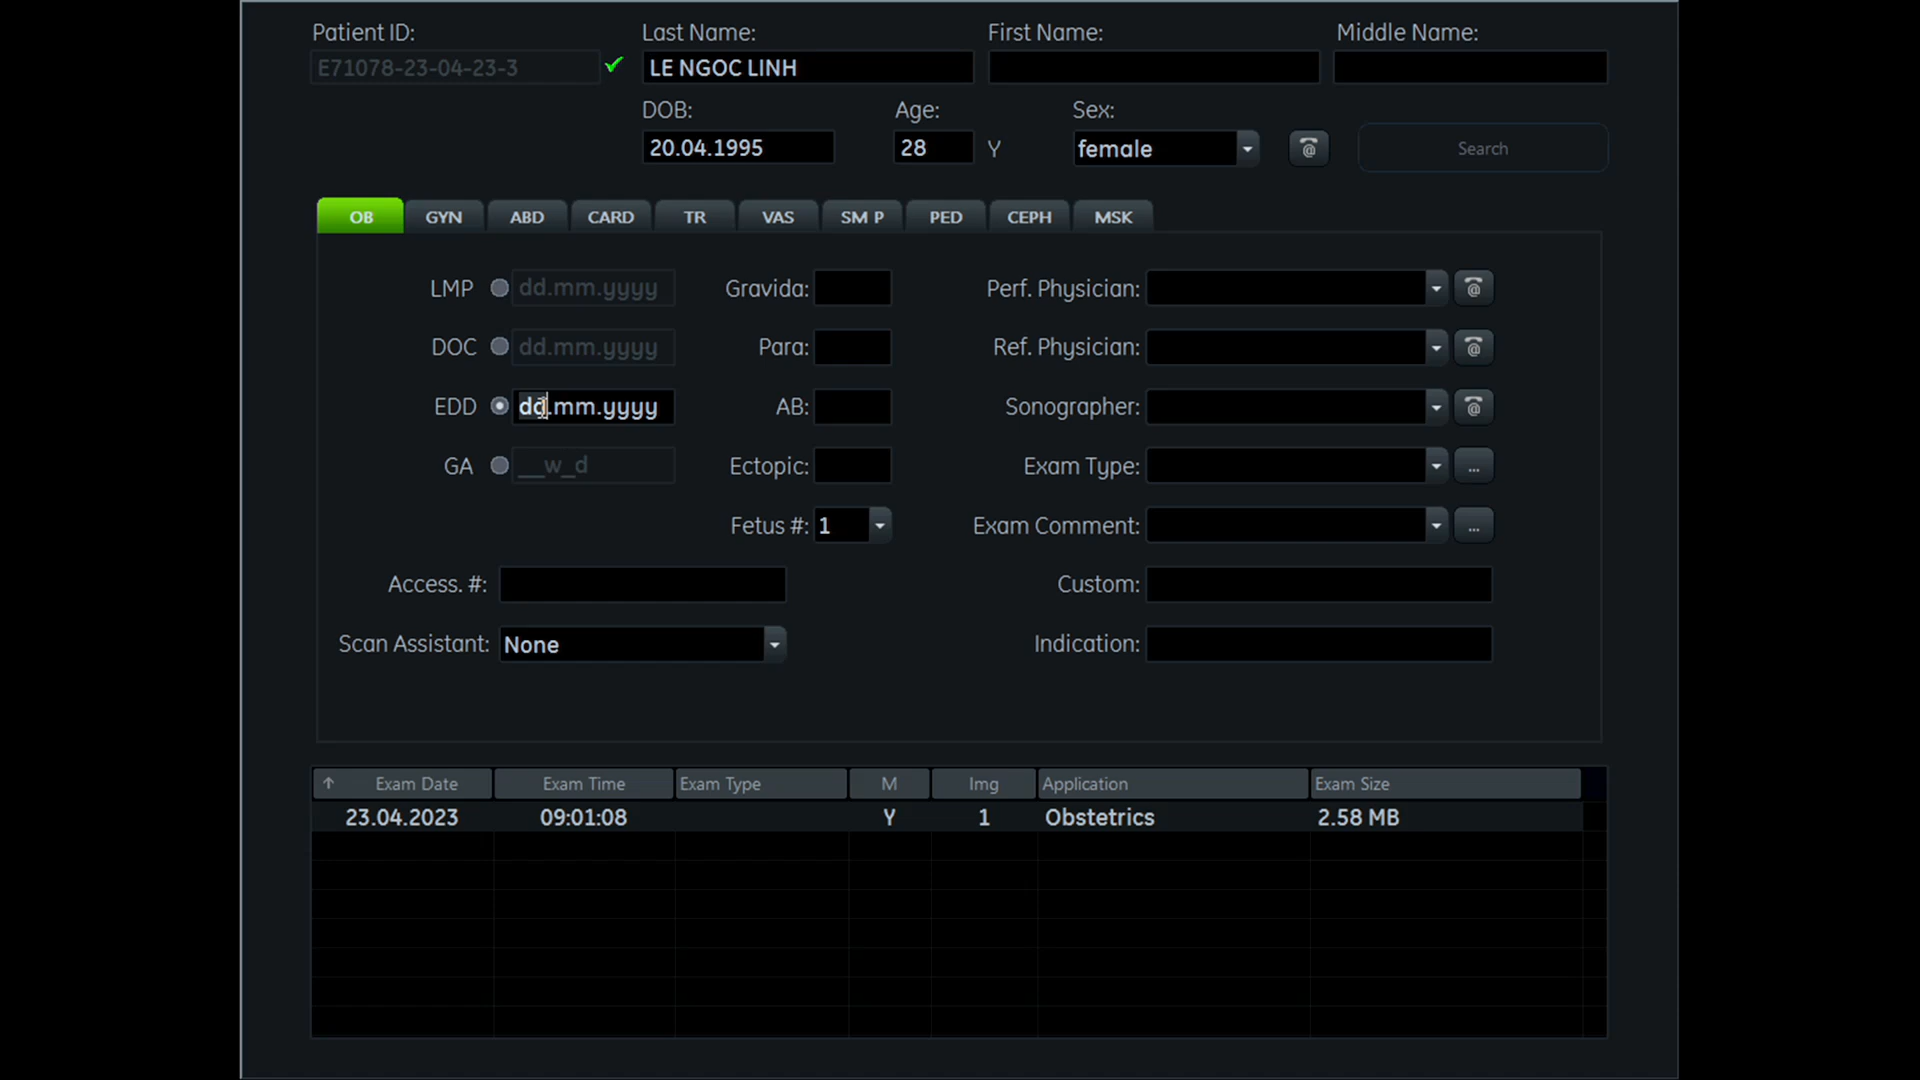 Patient ID: Last Name: First Name: Middle Name:
E71078-23-04-23-3 LE NGOC LINH
DOB: Age: Sex:
20.04.1995 28 Y female @ Search
OB GYN ABD CARD TR VAS SM P PED CEPH MSK
LMP dd.mm.yyyy Gravida: Perf. Physician: @
DOC dd.mm.yyyy Para: Ref. Physician: @
EDD dd.mm.yyyy AB: Sonographer: @
GA __w_d Ectopic: Exam Type: ...
Fetus #: 1 Exam Comment: ...
Access. #: Custom:
Scan Assistant: None Indication:
↑ Exam Date Exam Time Exam Type M Img Application Exam Size
23.04.2023 09:01:08 Y 1 Obstetrics 2.58 MB